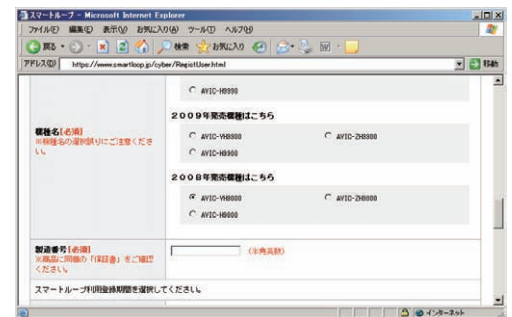 スマートループ - Microsoft Internet Explorer
ファイル(F) 編集(E) 表示(V) お気に入り(A) ツール(T) ヘルプ(H)
戻る 検索 お気に入り
アドレス(D) https://www.smartloop.jp/cyber/RegistUser.html 移動
AVIC-H9990
2009年発売機種はこちら
機種名[必須]
※機種名の選択誤りにご注意ください。
AVIC-VH9900 AVIC-ZH9900
AVIC-H9900
2008年発売機種はこちら
AVIC-VH9000 AVIC-ZH9000
AVIC-H9000
製造番号[必須] (半角英数)
※商品に同梱の「保証書」をご確認
ください。
スマートループ利用登録期間を選択してください。
インターネット